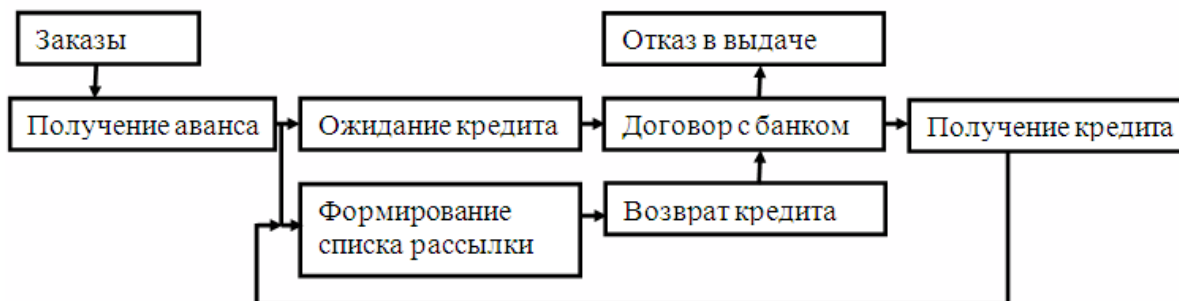 Заказы
Отказ в выдаче
Получение аванса
Ожидание кредита
Договор с банком
Получение кредита
Формирование
списка рассылки
Возврат кредита